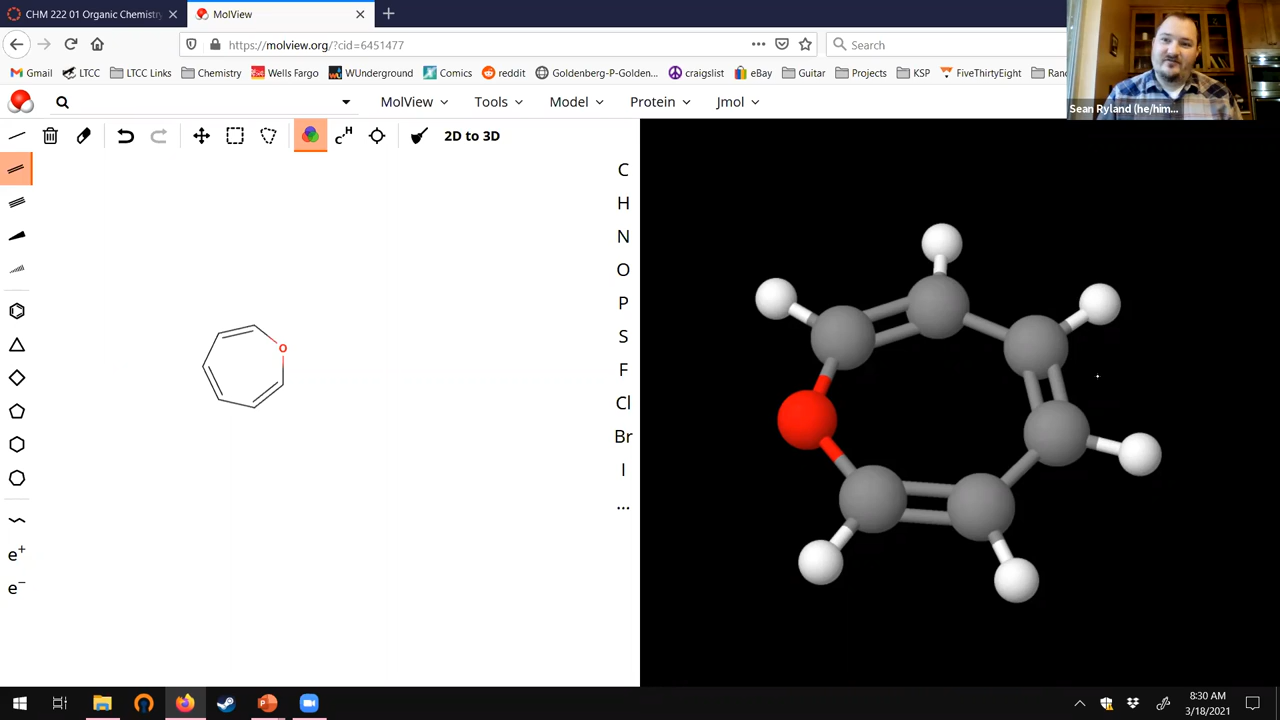 CHM 222 01 Organic Chemistry
MolView
https://molview.org/?cid=6451477
Search
Gmail
LTCC
LTCC Links
Chemistry
Wells Fargo
WUnderground
Comics
reddit
Goldenberg-P-Golden...
craigslist
eBay
Guitar
Projects
KSP
FiveThirtyEight
Ran
Sean Ryland (he/him...
MolView
Tools
Model
Protein
Jmol
C H
2D to 3D
C
H
N
O
P
S
F
Cl
Br
I
...
O
e+
e−
8:30 AM
3/18/2021